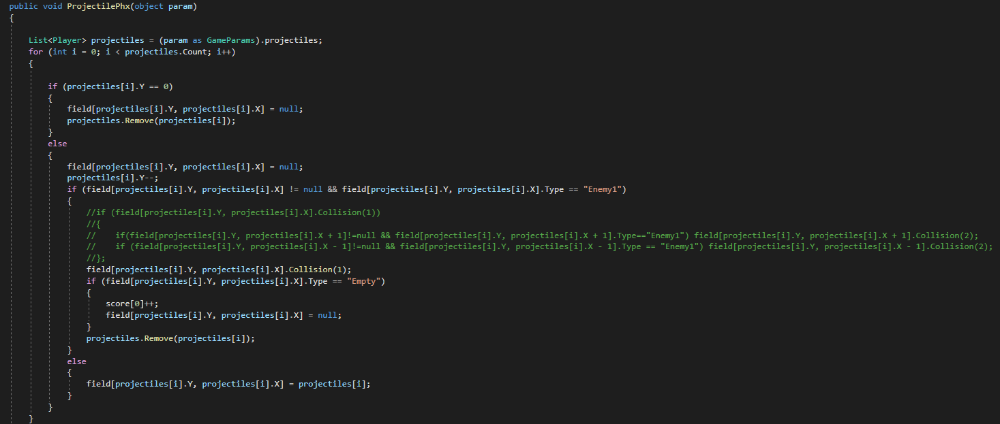 public void ProjectilePhx(object param)
{
List<Player> projectiles = (param as GameParams).projectiles;
for (int i = 0; i < projectiles.Count; i++)
{
if (projectiles[i].Y == 0)
{
field[projectiles[i].Y, projectiles[i].X] = null;
projectiles.Remove(projectiles[i]);
}
else
{
field[projectiles[i].Y, projectiles[i].X] = null;
projectiles[i].Y--;
if (field[projectiles[i].Y, projectiles[i].X] != null && field[projectiles[i].Y, projectiles[i].X].Type == "Enemy1")
{
//if (field[projectiles[i].Y, projectiles[i].X].Collision(1))
//{
//    if(field[projectiles[i].Y, projectiles[i].X + 1]!=null && field[projectiles[i].Y, projectiles[i].X + 1].Type=="Enemy1") field[projectiles[i].Y, projectiles[i].X + 1].Collision(2);
//    if (field[projectiles[i].Y, projectiles[i].X - 1]!=null && field[projectiles[i].Y, projectiles[i].X - 1].Type == "Enemy1") field[projectiles[i].Y, projectiles[i].X - 1].Collision(2);
//};
field[projectiles[i].Y, projectiles[i].X].Collision(1);
if (field[projectiles[i].Y, projectiles[i].X].Type == "Empty")
{
score[0]++;
field[projectiles[i].Y, projectiles[i].X] = null;
}
projectiles.Remove(projectiles[i]);
}
else
{
field[projectiles[i].Y, projectiles[i].X] = projectiles[i];
}
}
}